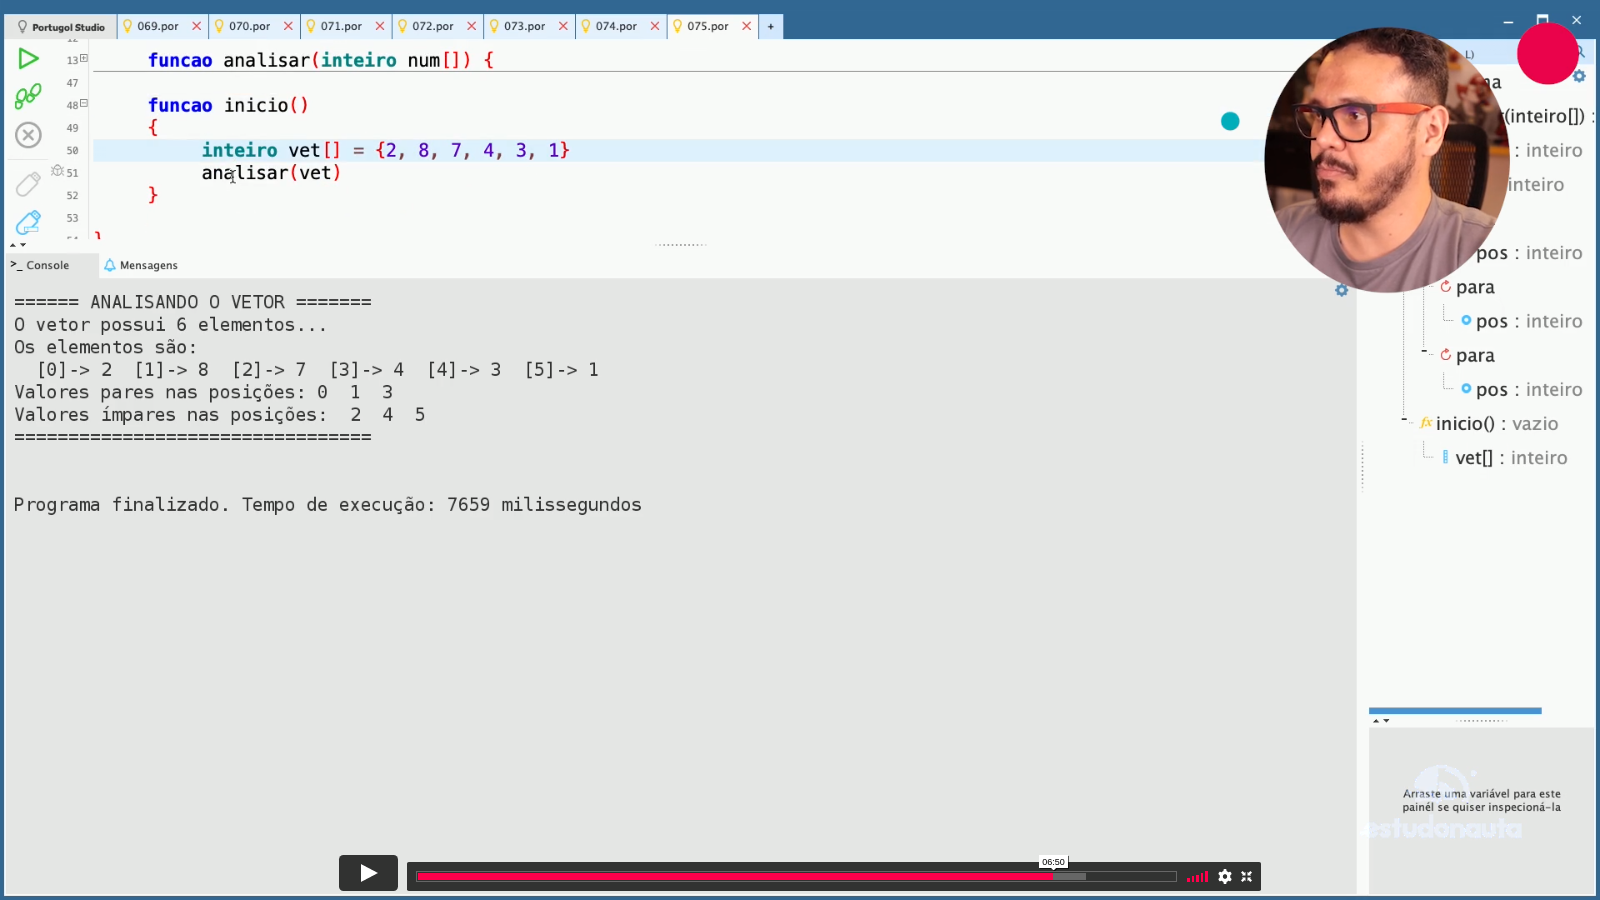 Portugol Studio
069.por
070.por
071.por
072.por
073.por
074.por
075.por
+
13 funcao analisar(inteiro num[]) {
47
48 funcao inicio()
49 {
50 inteiro vet[] = {2, 8, 7, 4, 3, 1}
51 analisar(vet)
52 }
53
}
>_ Console
Mensagens
====== ANALISANDO O VETOR =======
O vetor possui 6 elementos...
Os elementos são:
[0]-> 2 [1]-> 8 [2]-> 7 [3]-> 4 [4]-> 3 [5]-> 1
Valores pares nas posições: 0 1 3
Valores ímpares nas posições: 2 4 5
=================================
Programa finalizado. Tempo de execução: 7659 milissegundos
(inteiro[]) :
: inteiro
inteiro
pos : inteiro
para
pos : inteiro
para
pos : inteiro
inicio() : vazio
vet[] : inteiro
Arraste uma variável para este
painél se quiser inspecioná-la
estudonauta
06:50